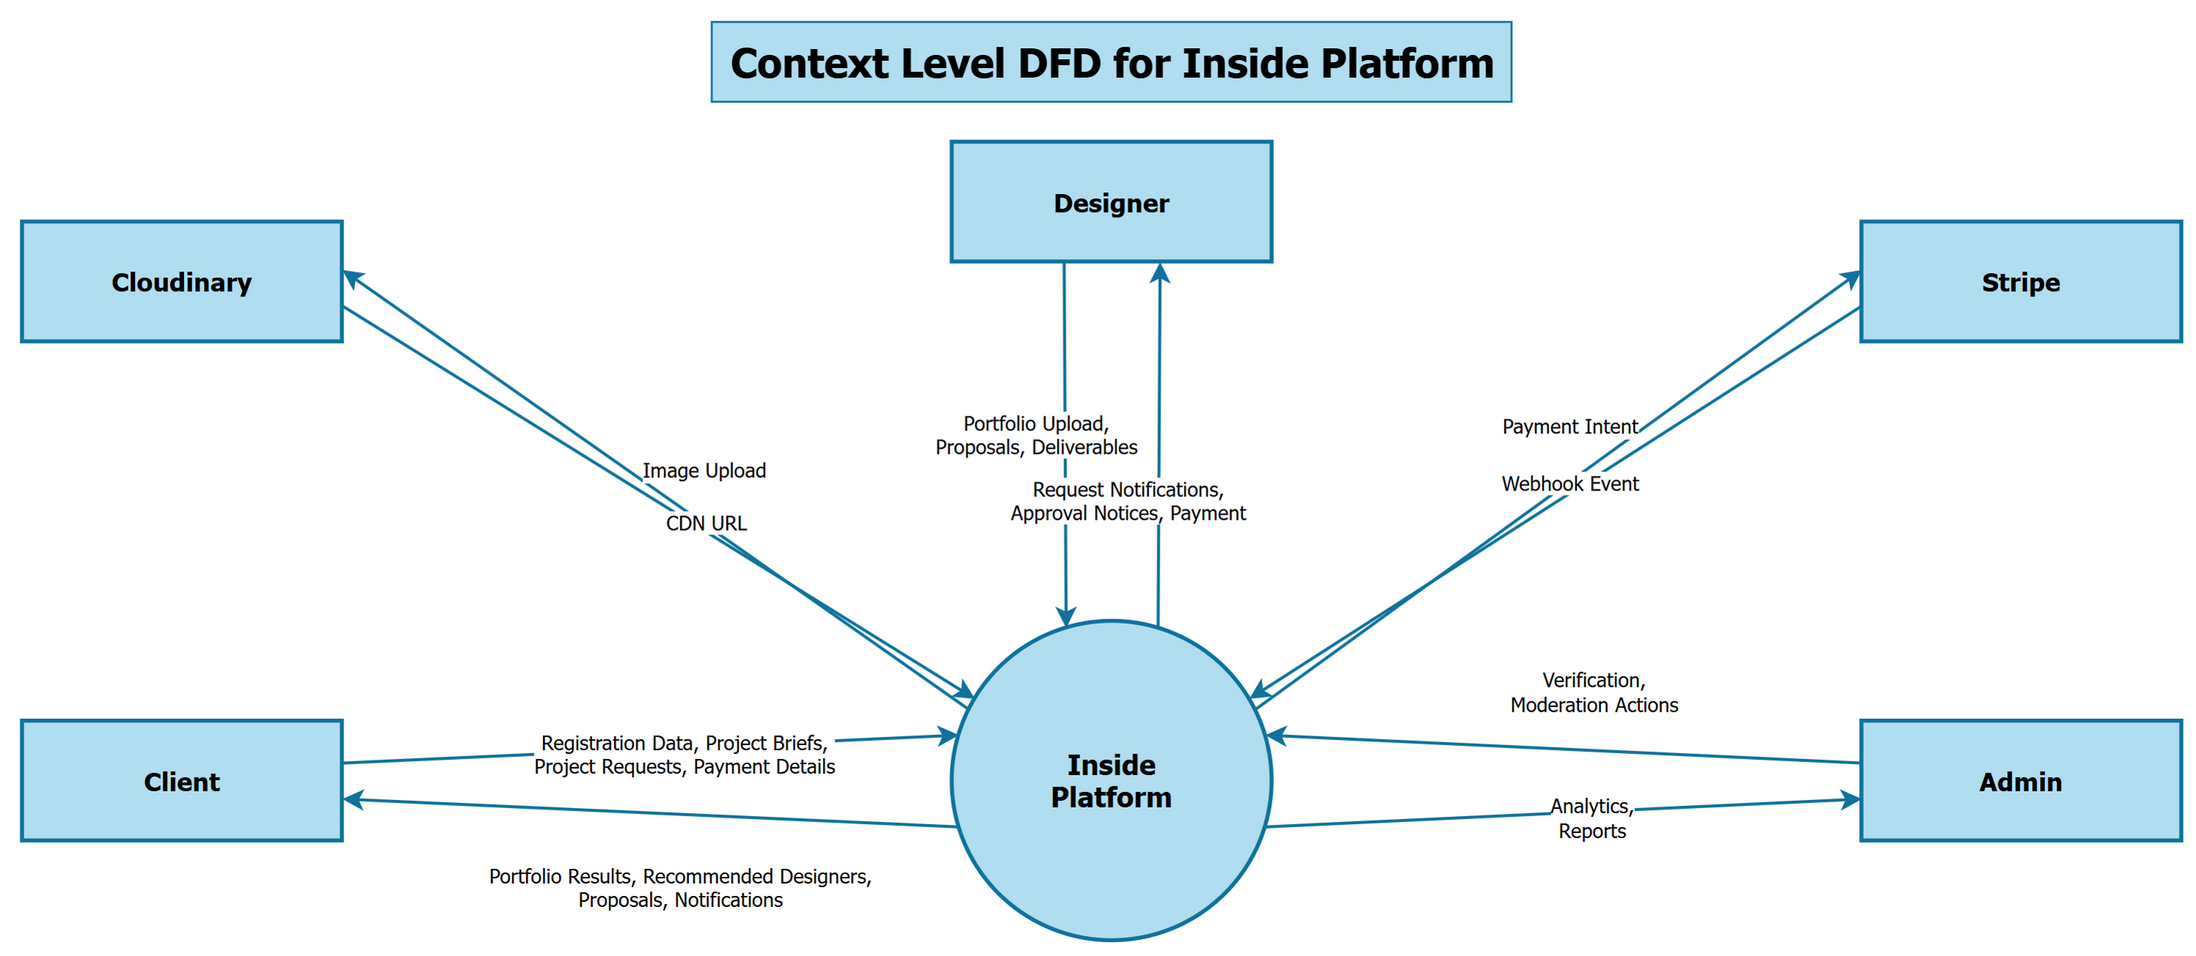 Context Level DFD for Inside Platform
Designer
Cloudinary
Stripe
Portfolio Upload,
Proposals, Deliverables
Payment Intent
Image Upload
Webhook Event
Request Notifications,
Approval Notices, Payment
CDN URL
Verification,
Moderation Actions
Registration Data, Project Briefs,
Project Requests, Payment Details
Client
Inside
Platform
Admin
Analytics,
Reports
Portfolio Results, Recommended Designers,
Proposals, Notifications